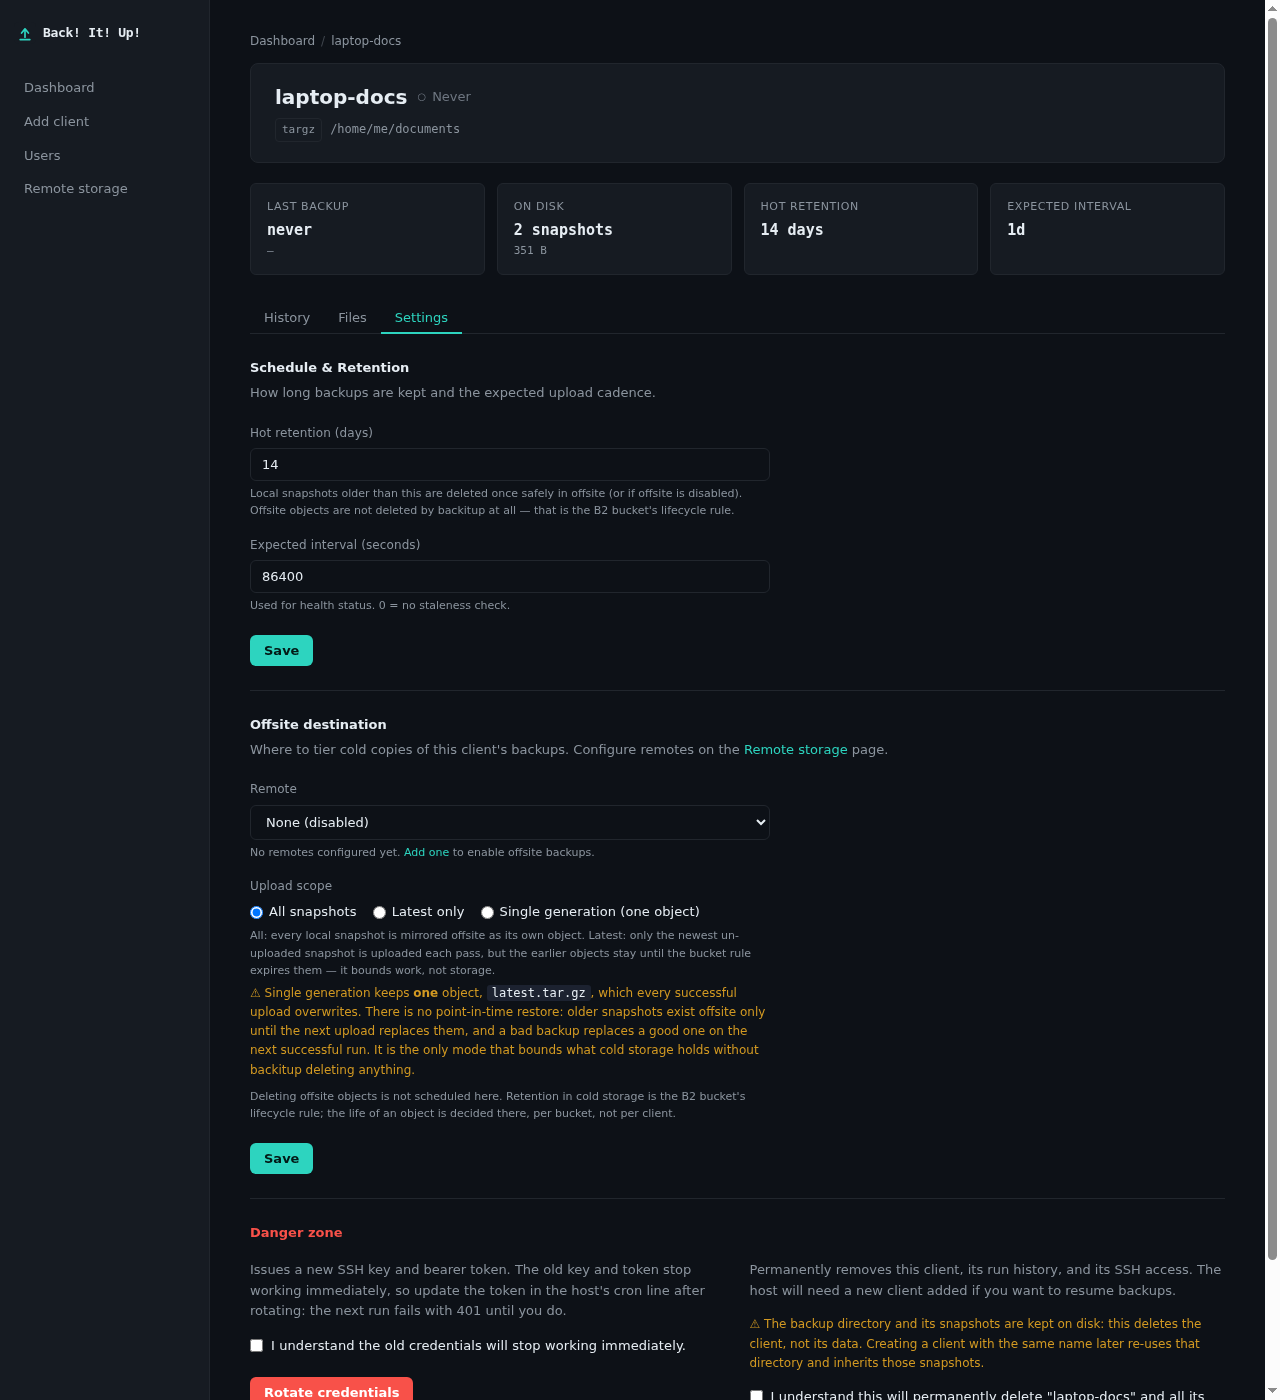 Back! It! Up!
Dashboard
Add client
Users
Remote storage
Dashboard / laptop-docs
laptop-docs ○ Never
targz /home/me/documents
LAST BACKUP
never
—
ON DISK
2 snapshots
351 B
HOT RETENTION
14 days
EXPECTED INTERVAL
1d
History Files Settings
Schedule & Retention
How long backups are kept and the expected upload cadence.
Hot retention (days)
14
Local snapshots older than this are deleted once safely in offsite (or if offsite is disabled).
Offsite objects are not deleted by backitup at all — that is the B2 bucket's lifecycle rule.
Expected interval (seconds)
86400
Used for health status. 0 = no staleness check.
Save
Offsite destination
Where to tier cold copies of this client's backups. Configure remotes on the Remote storage page.
Remote
None (disabled)
No remotes configured yet. Add one to enable offsite backups.
Upload scope
All snapshots Latest only Single generation (one object)
All: every local snapshot is mirrored offsite as its own object. Latest: only the newest un-
uploaded snapshot is uploaded each pass, but the earlier objects stay until the bucket rule
expires them — it bounds work, not storage.
⚠ Single generation keeps one object, latest.tar.gz, which every successful
upload overwrites. There is no point-in-time restore: older snapshots exist offsite only
until the next upload replaces them, and a bad backup replaces a good one on the
next successful run. It is the only mode that bounds what cold storage holds without
backitup deleting anything.
Deleting offsite objects is not scheduled here. Retention in cold storage is the B2 bucket's
lifecycle rule; the life of an object is decided there, per bucket, not per client.
Save
Danger zone
Issues a new SSH key and bearer token. The old key and token stop
working immediately, so update the token in the host's cron line after
rotating: the next run fails with 401 until you do.
I understand the old credentials will stop working immediately.
Rotate credentials
Permanently removes this client, its run history, and its SSH access. The
host will need a new client added if you want to resume backups.
⚠ The backup directory and its snapshots are kept on disk: this deletes the
client, not its data. Creating a client with the same name later re-uses that
directory and inherits those snapshots.
I understand this will permanently delete "laptop-docs" and all its